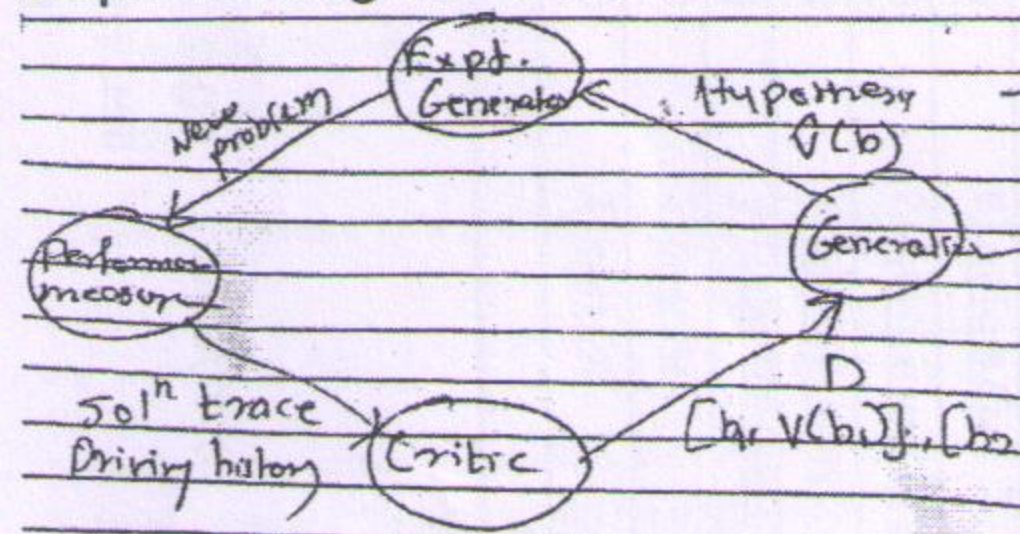 Expt.
Generator
Hypothesis
V̂(b)
New
problem
Generalizer
Performance
measure
D
Solⁿ trace
Driving history
Critic
[b₁, V(b₁)], [b₂